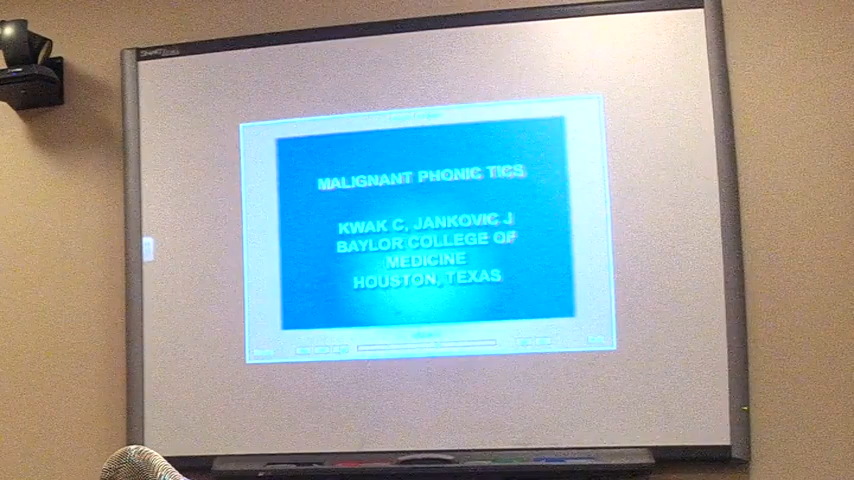 MALIGNANT PHONIC TICS
KWAK C, JANKOVIC J
BAYLOR COLLEGE OF
MEDICINE
HOUSTON, TEXAS